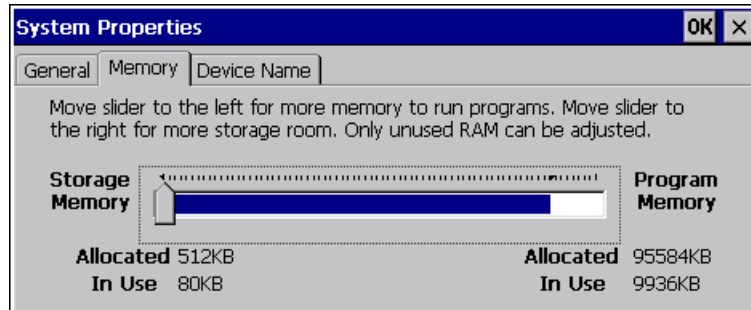 System Properties OK ×
General Memory Device Name
Move slider to the left for more memory to run programs. Move slider to
the right for more storage room. Only unused RAM can be adjusted.
Storage Program
Memory Memory
Allocated 512KB Allocated 95584KB
In Use 80KB In Use 9936KB